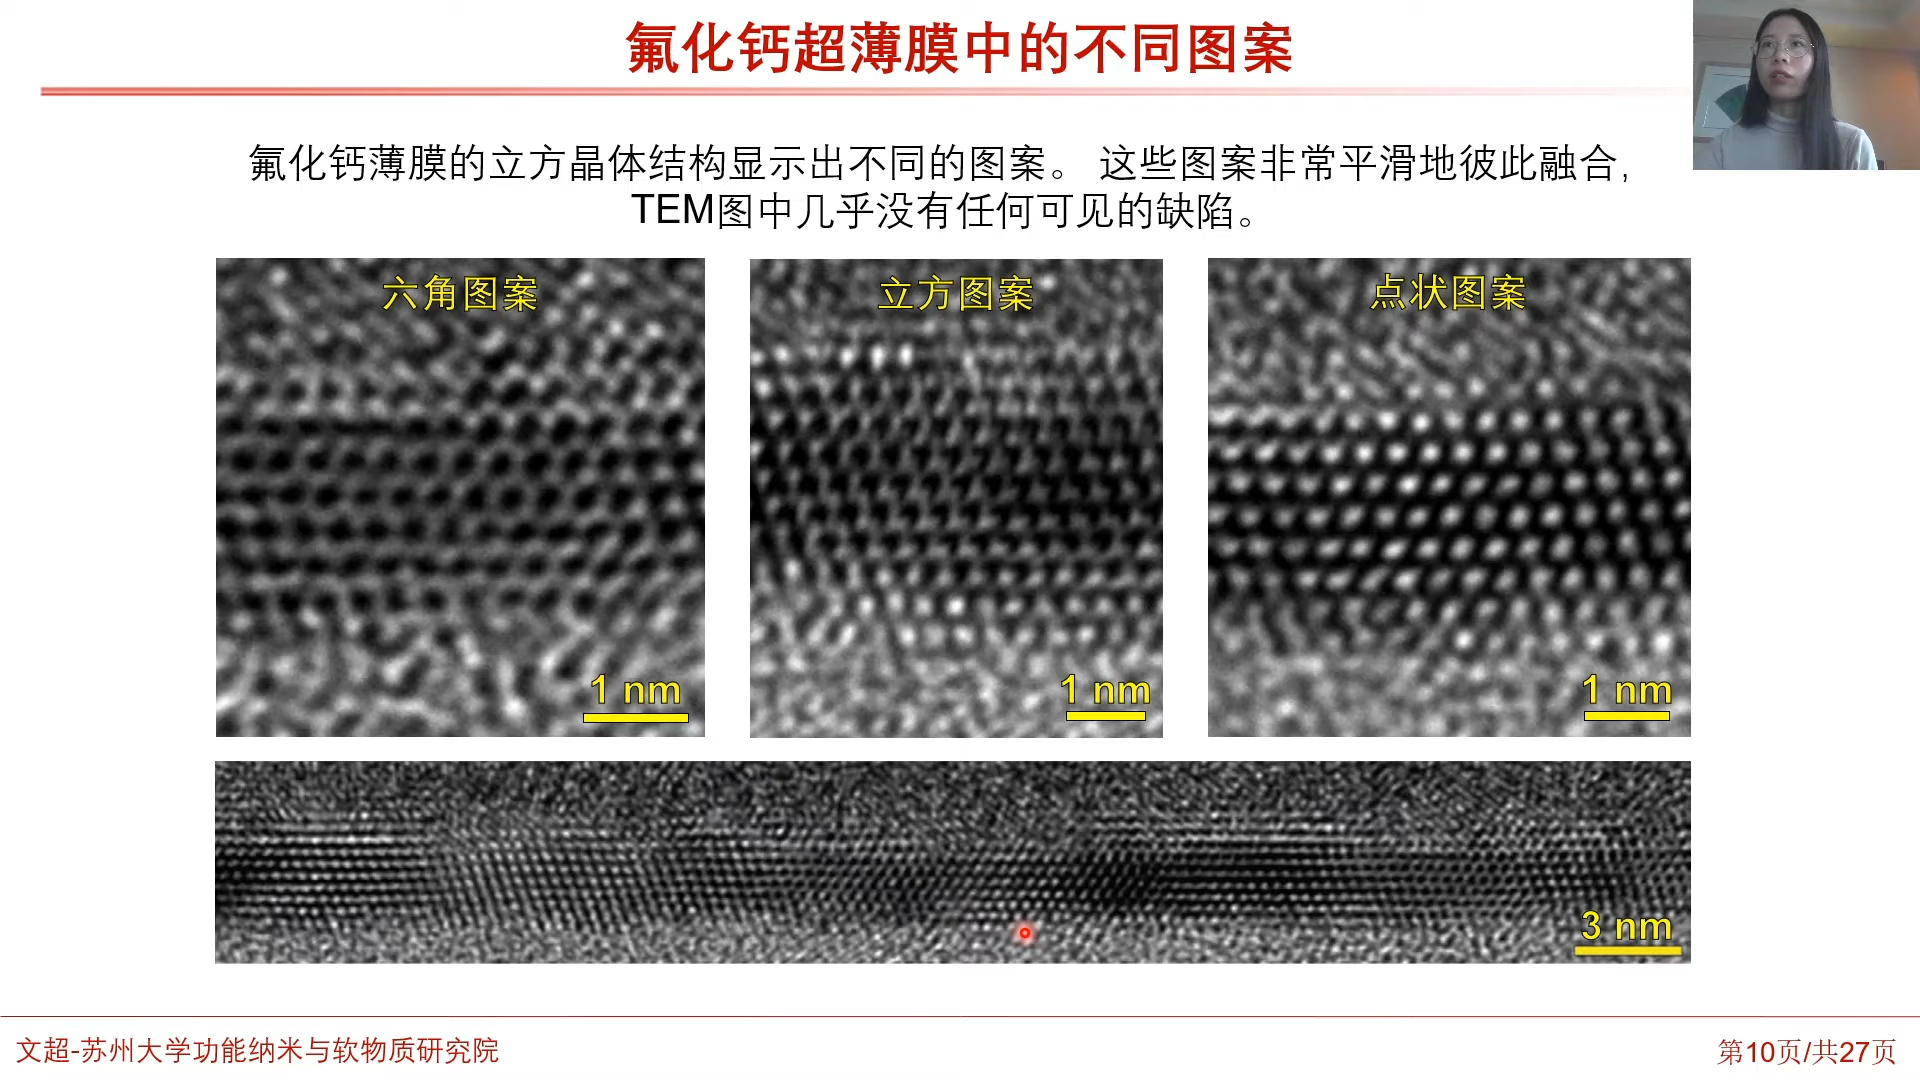 氟化钙超薄膜中的不同图案
氟化钙薄膜的立方晶体结构显示出不同的图案。 这些图案非常平滑地彼此融合,
TEM图中几乎没有任何可见的缺陷。
六角图案
立方图案
点状图案
1 nm
1 nm
1 nm
3 nm
文超-苏州大学功能纳米与软物质研究院
第10页/共27页